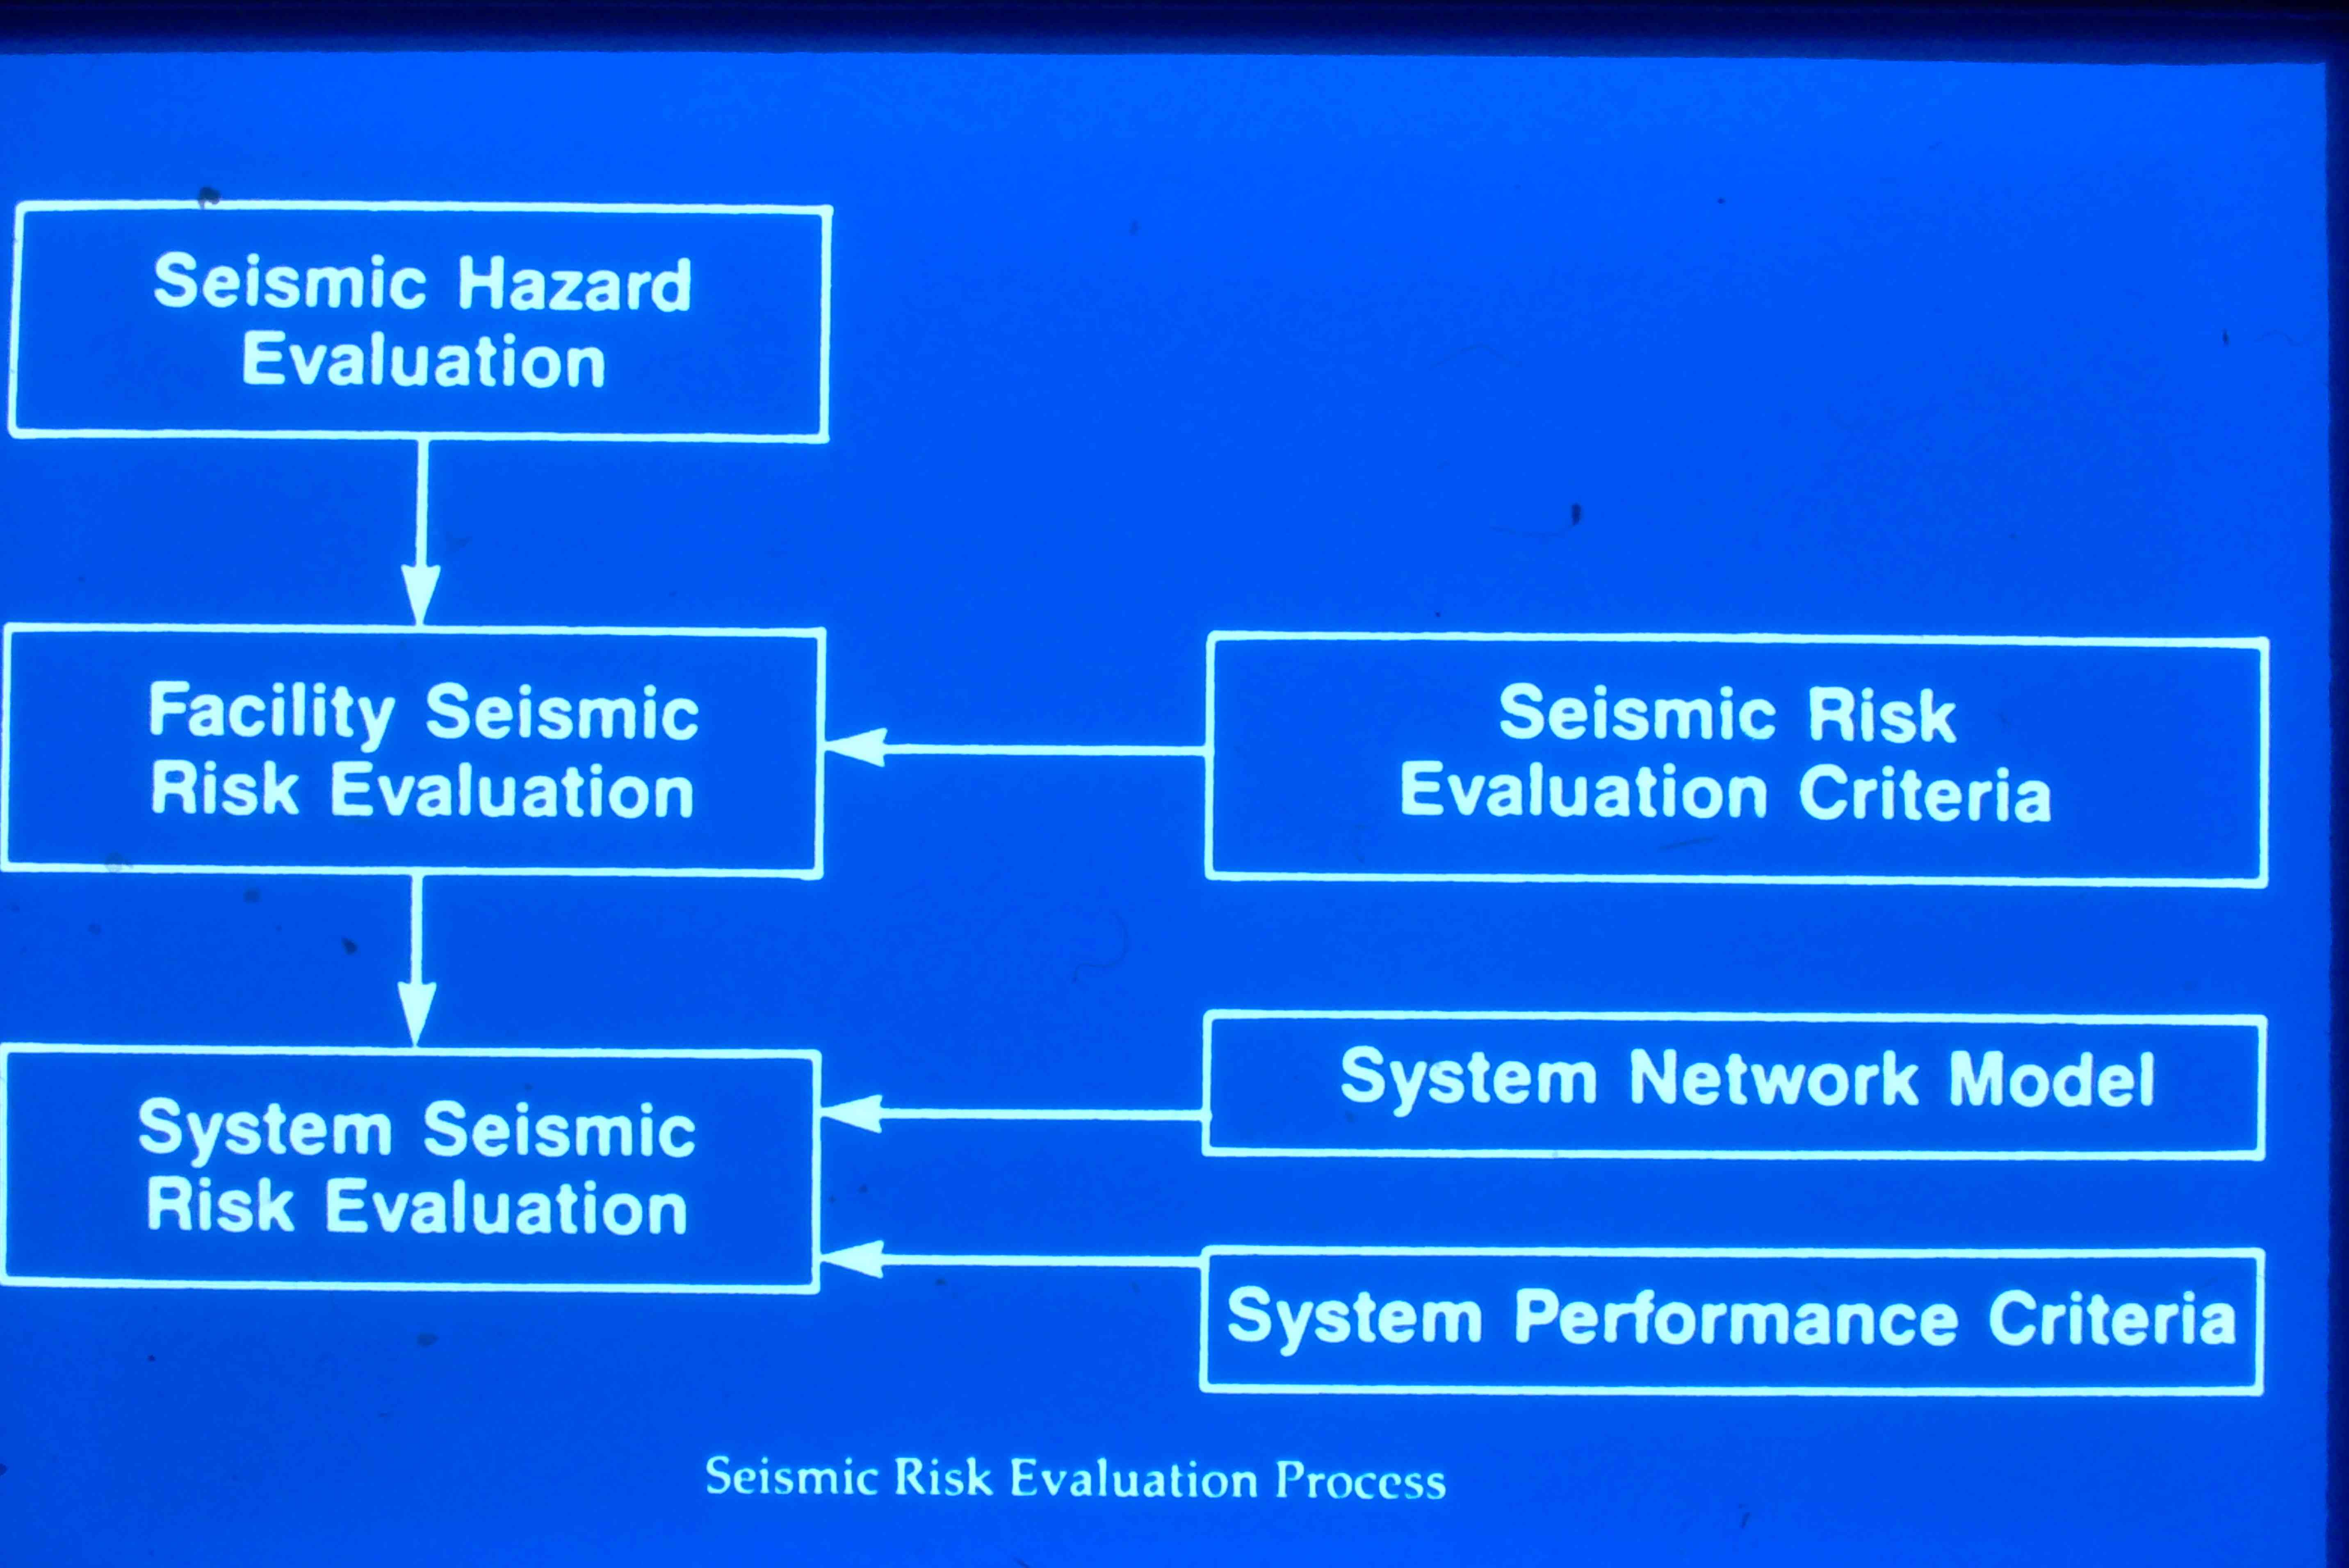 Seismic Hazard
Evaluation
Facility Seismic
Risk Evaluation
Seismic Risk
Evaluation Criteria
System Seismic
Risk Evaluation
System Network Model
System Performance Criteria
Seismic Risk Evaluation Process